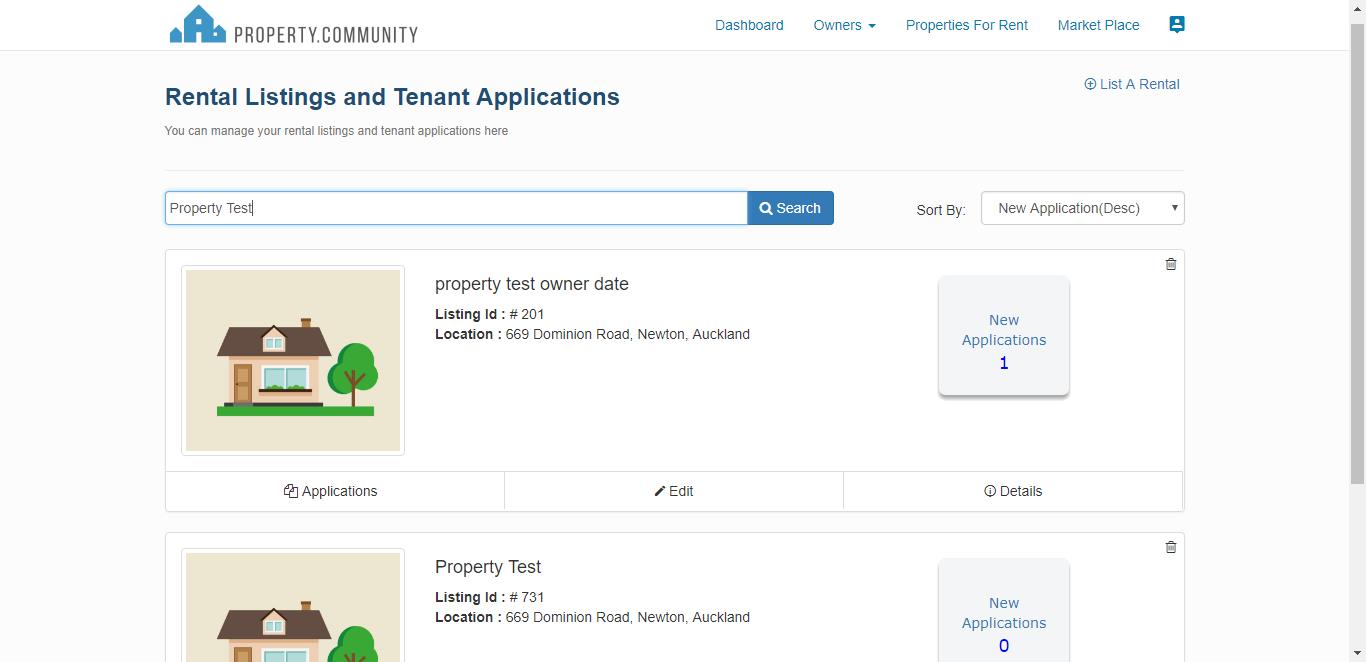 PROPERTY.COMMUNITY
Dashboard
Owners
Properties For Rent
Market Place
Rental Listings and Tenant Applications
List A Rental
You can manage your rental listings and tenant applications here
Property Test
Search
Sort By:
New Application(Desc)
property test owner date
Listing Id : # 201
Location : 669 Dominion Road, Newton, Auckland
New
Applications
1
Applications
Edit
Details
Property Test
Listing Id : # 731
Location : 669 Dominion Road, Newton, Auckland
New
Applications
0